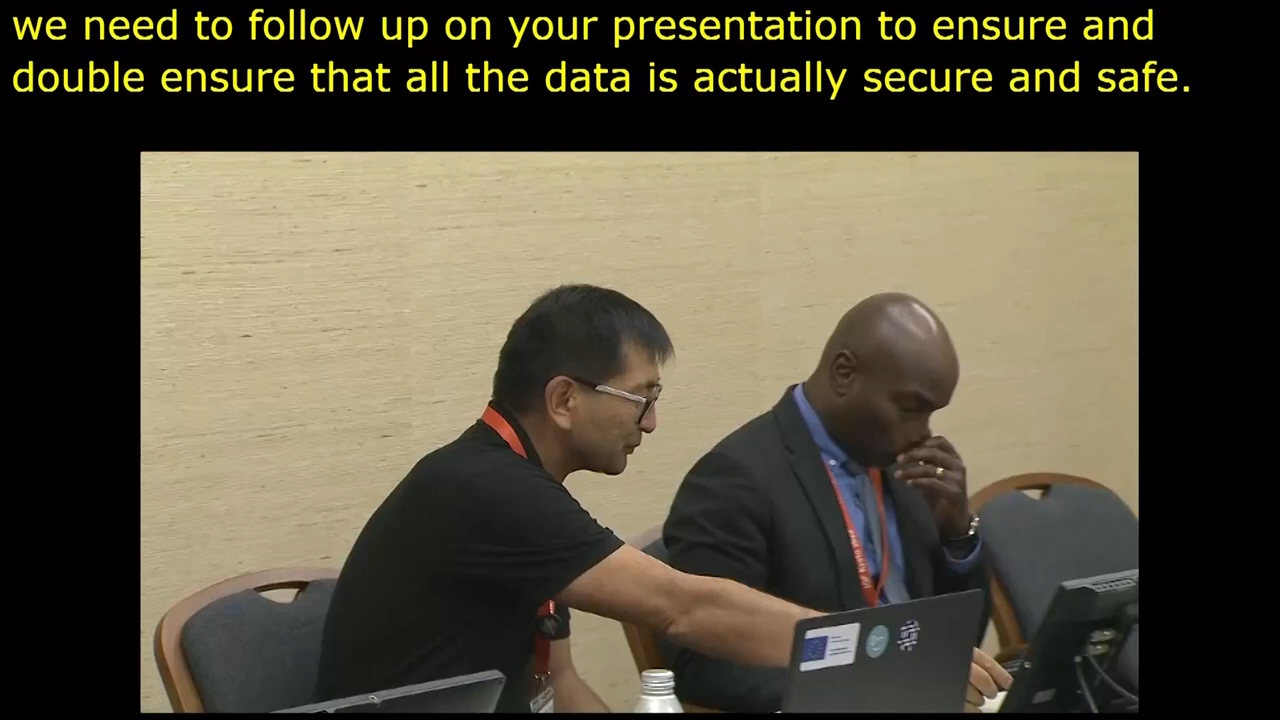 we need to follow up on your presentation to ensure and
double ensure that all the data is actually secure and safe.